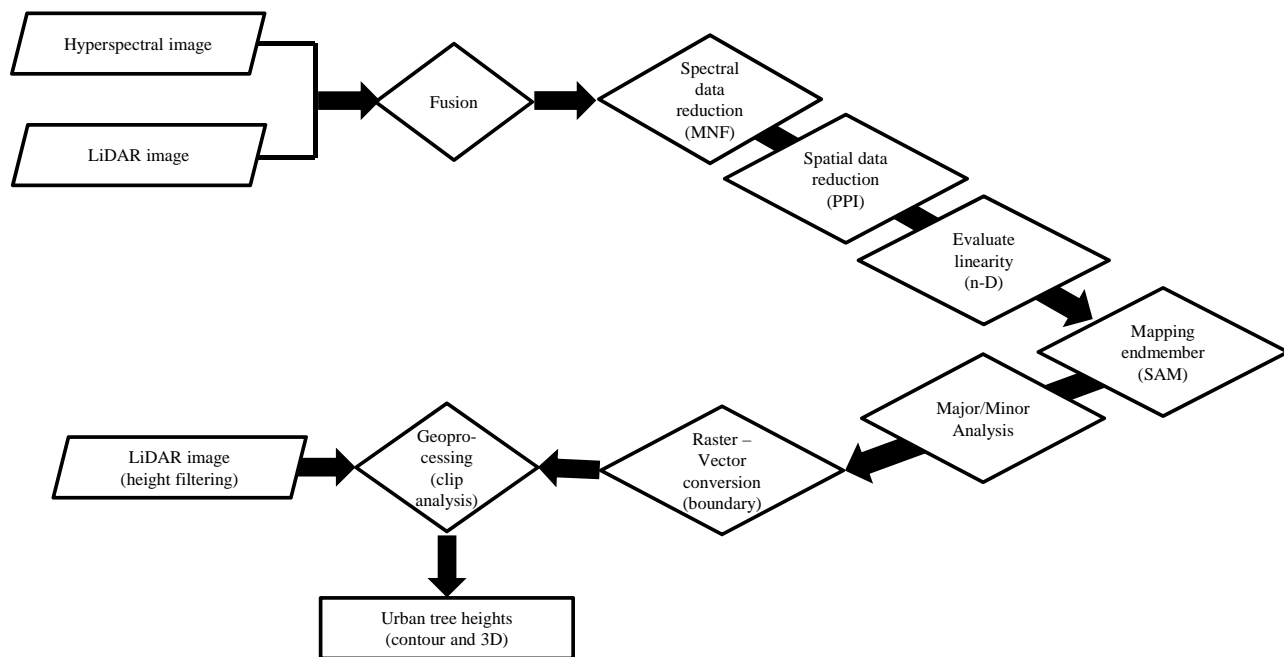 Hyperspectral image
LiDAR image
Fusion
Spectral
data
reduction
(MNF)
Spatial data
reduction
(PPI)
Evaluate
linearity
(n-D)
Mapping
endmember
(SAM)
Major/Minor
Analysis
Raster –
Vector
conversion
(boundary)
Geopro-
cessing
(clip
analysis)
LiDAR image
(height filtering)
Urban tree heights
(contour and 3D)